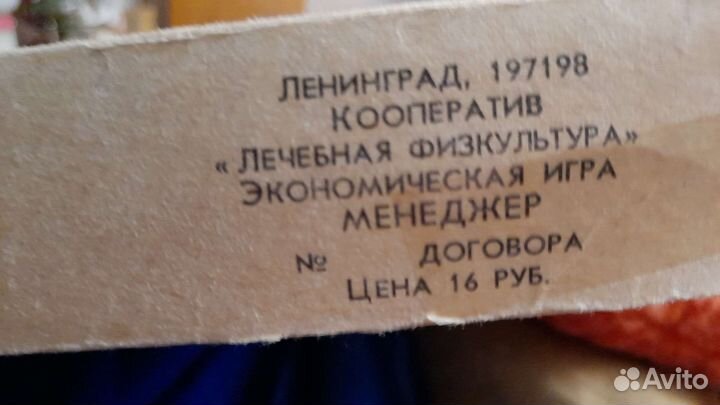 ЛЕНИНГРАД, 197198
КООПЕРАТИВ
«ЛЕЧЕБНАЯ ФИЗКУЛЬТУРА»
ЭКОНОМИЧЕСКАЯ ИГРА
МЕНЕДЖЕР
№ ДОГОВОРА
ЦЕНА 16 РУБ.
Avito